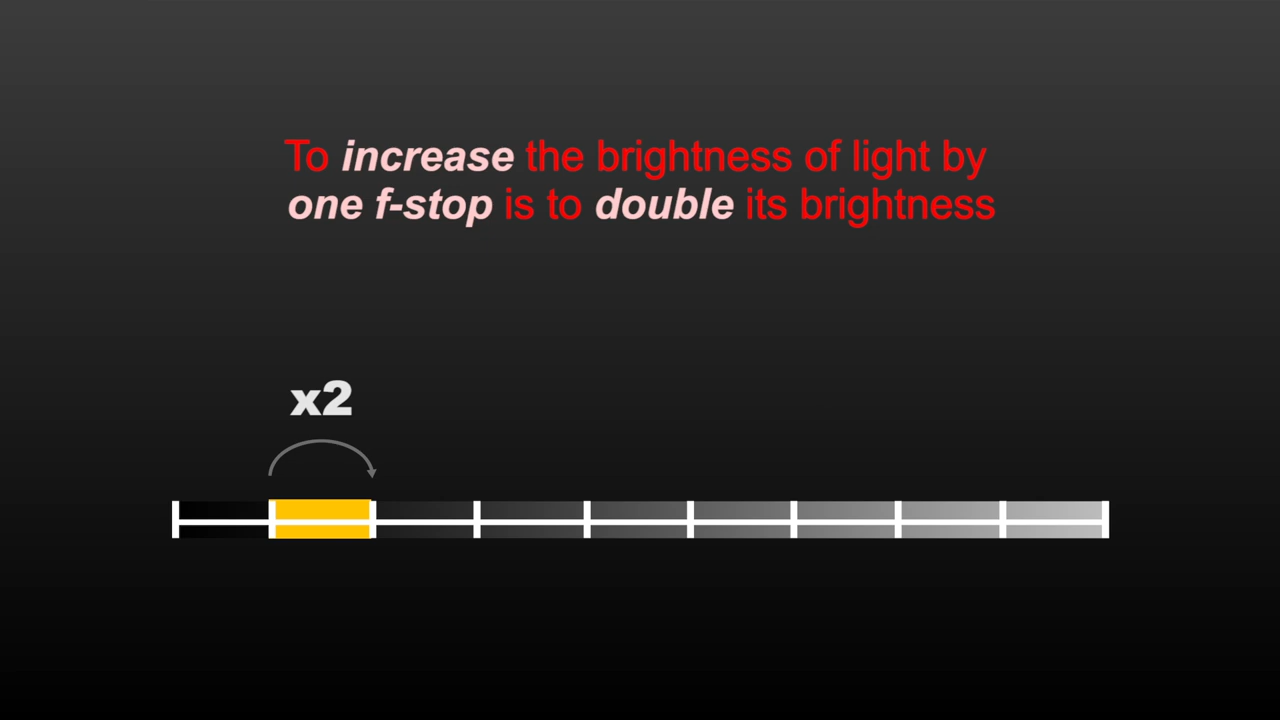 To increase the brightness of light by
one f-stop is to double its brightness
x2